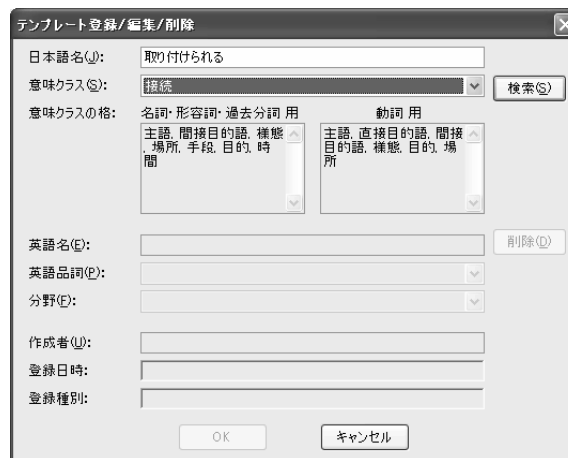 テンプレート登録/編集/削除
日本語名(J): 取り付けられる
意味クラス(S): 接続 検索(S)
意味クラスの格: 名詞・形容詞・過去分詞 用 動詞 用
主語, 間接目的語, 様態
, 場所, 手段, 目的, 時
間
主語, 直接目的語, 間接
目的語, 様態, 目的, 場
所
英語名(E): 削除(D)
英語品詞(P):
分野(F):
作成者(U):
登録日時:
登録種別:
OK キャンセル